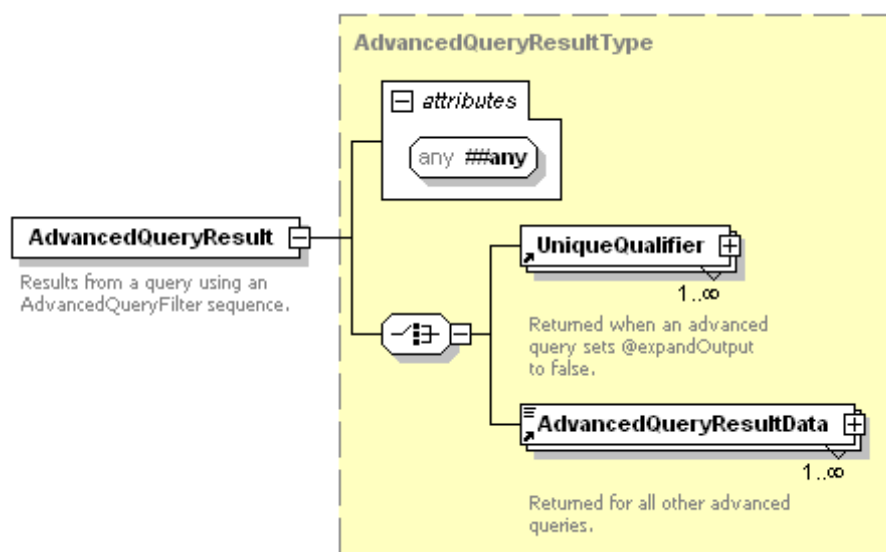 AdvancedQueryResultType
attributes
any ##any
AdvancedQueryResult
Results from a query using an
AdvancedQueryFilter sequence.
UniqueQualifier
1..∞
Returned when an advanced
query sets @expandOutput
to false.
AdvancedQueryResultData
1..∞
Returned for all other advanced
queries.